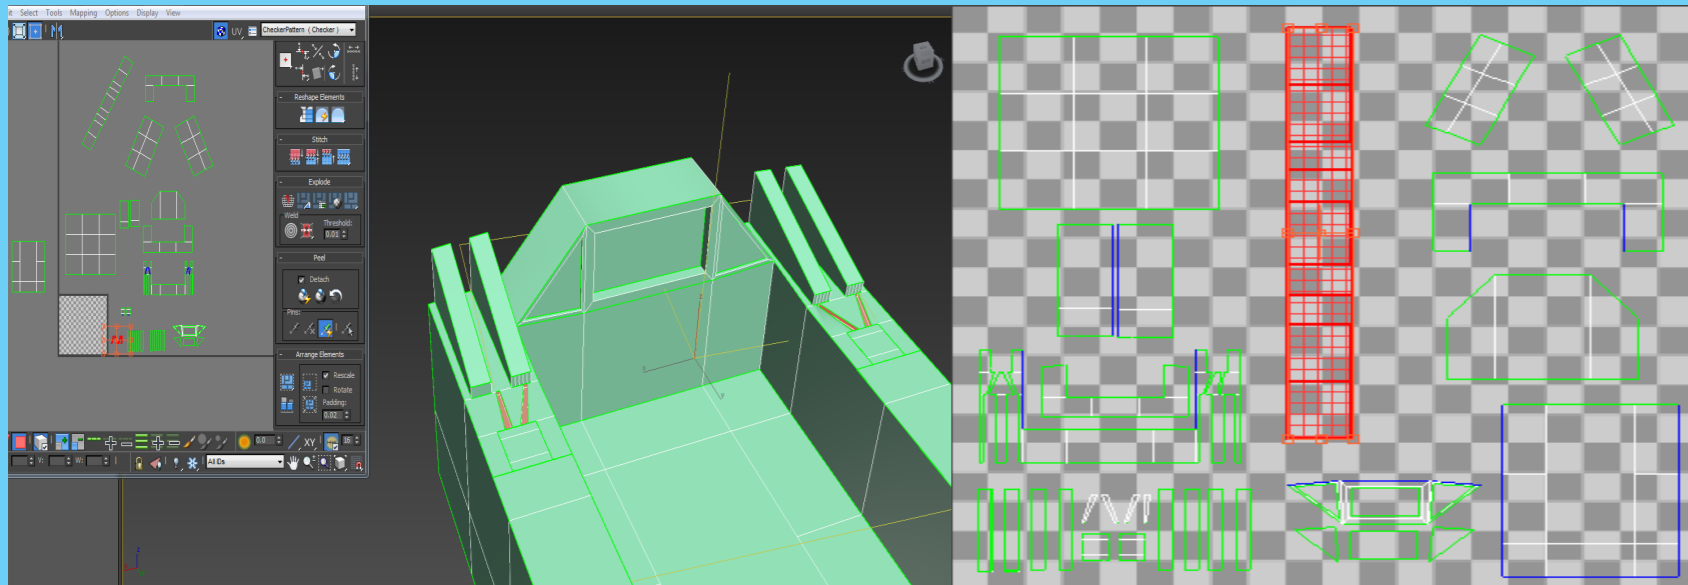 Select Tools Mapping Options Display View
UV
CheckerPattern ( Checker )
Reshape Elements
Stitch
Explode
Weld
Threshold:
0.01
Peel
Detach
Pins:
Arrange Elements
Rescale
Rotate
Padding:
0.02
0.0
XY
16
V:
W:
All IDs